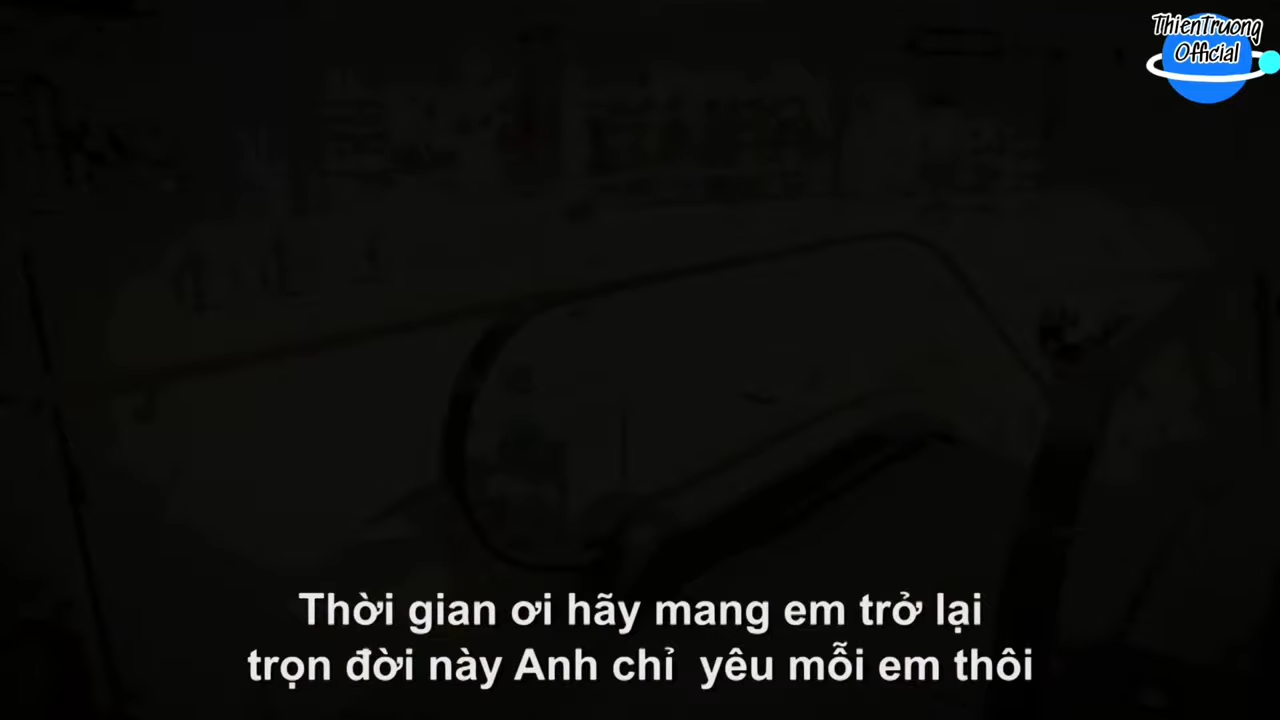 ThienTruong
Official
Thời gian ơi hãy mang em trở lại
trọn đời này Anh chỉ  yêu mỗi em thôi